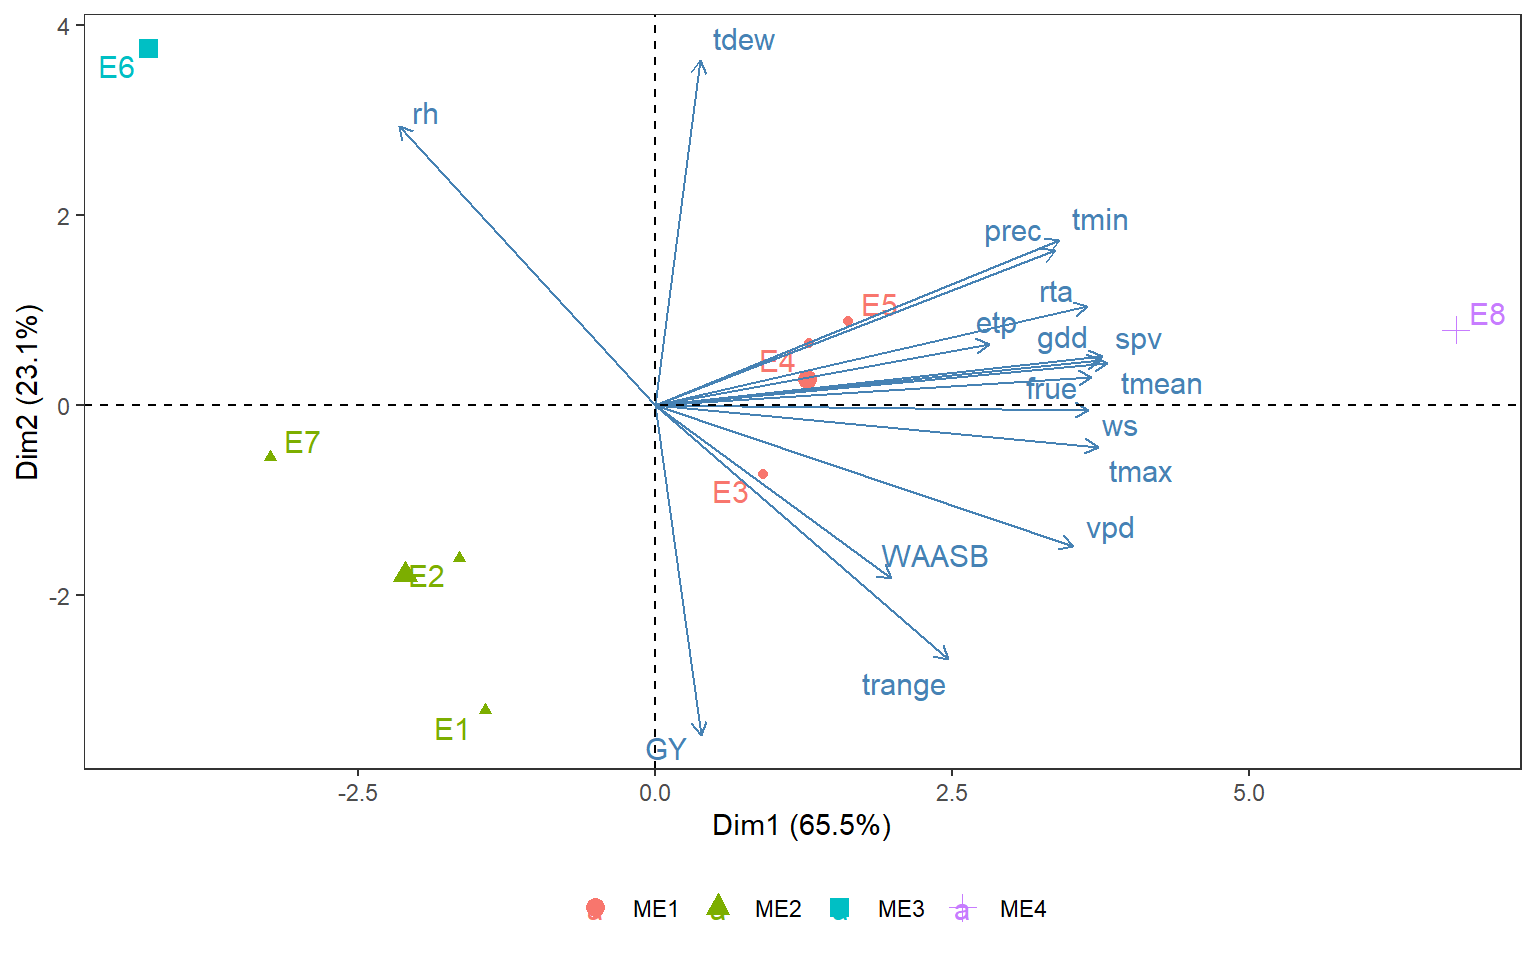 4
tdew
E6
rh
2
tmin
prec
rta
E5
etp
E8
gdd
spv
E4
tmean
frue
0
ws
E7
tmax
E3
vpd
WAASB
E2
-2
trange
E1
GY
Dim2 (23.1%)
-2.5
0.0
2.5
5.0
Dim1 (65.5%)
a ME1 a ME2 a ME3 a ME4